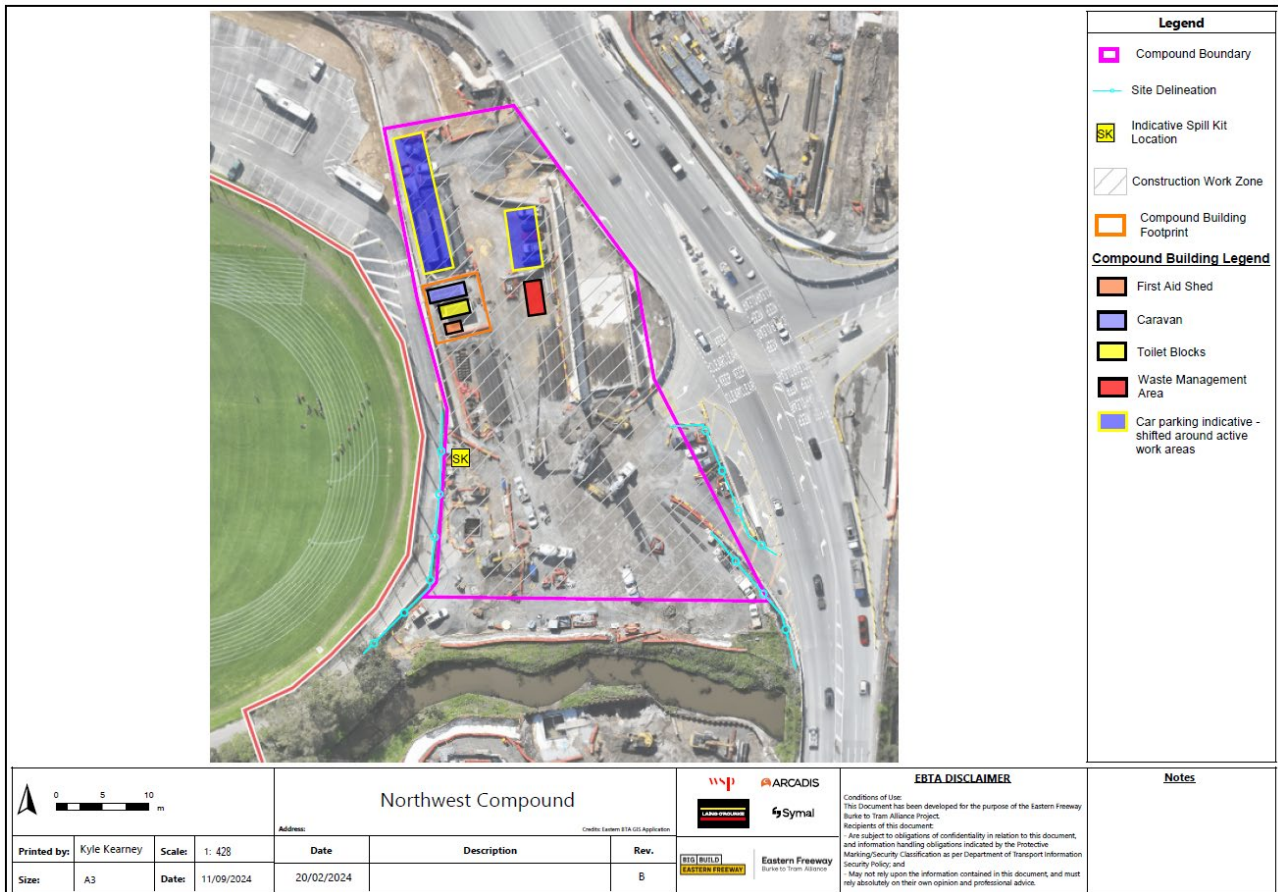 Legend
Compound Boundary
Site Delineation
SK
Indicative Spill Kit
Location
Construction Work Zone
Compound Building
Footprint
Compound Building Legend
First Aid Shed
Caravan
Toilet Blocks
Waste Management
Area
Car parking indicative -
shifted around active
work areas
SK
0 5 10
m
Printed by: Kyle Kearney Scale: 1: 428
Size: A3 Date: 11/09/2024
Northwest Compound
Address:
Credits: Eastern BTA GIS Application
Date Description Rev.
20/02/2024 B
wsp ARCADIS
LAING O'ROURKE Symal
BIG BUILD
EASTERN FREEWAY
Eastern Freeway
Burke to Tram Alliance
EBTA DISCLAIMER
Conditions of Use:
This Document has been developed for the purpose of the Eastern Freeway
Burke to Tram Alliance Project.
Recipients of this document:
- Are subject to obligations of confidentiality in relation to this document,
and information handling obligations indicated by the Protective
Marking/Security Classification as per Department of Transport Information
Security Policy; and
- May not rely upon the information contained in this document, and must
rely absolutely on their own opinion and professional advice.
Notes